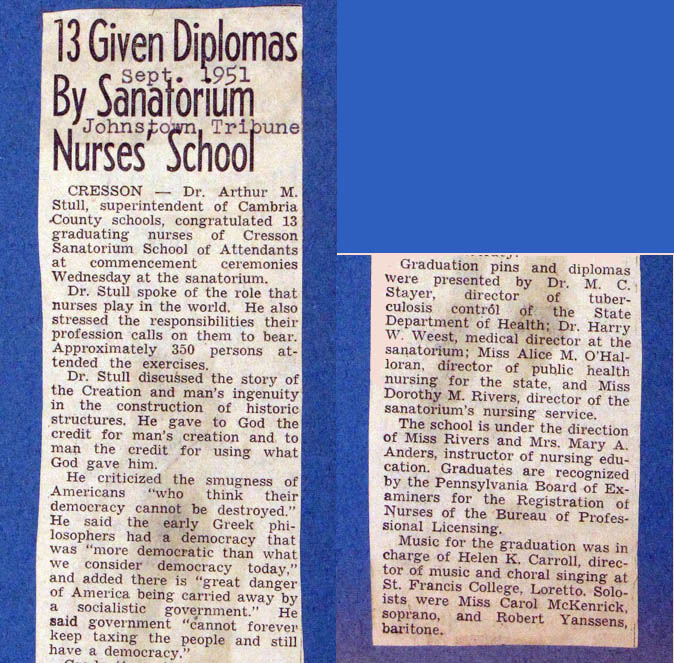 13 Given Diplomas
Sept. 1951
By Sanatorium
Johnstown Tribune
Nurses' School
CRESSON — Dr. Arthur M.
Stull, superintendent of Cambria
County schools, congratulated 13
graduating nurses of Cresson
Sanatorium School of Attendants
at commencement ceremonies
Wednesday at the sanatorium.
Dr. Stull spoke of the role that
nurses play in the world. He also
stressed the responsibilities their
profession calls on them to bear.
Approximately 350 persons at-
tended the exercises.
Dr. Stull discussed the story of
the Creation and man's ingenuity
in the construction of historic
structures. He gave to God the
credit for man's creation and to
man the credit for using what
God gave him.
He criticized the smugness of
Americans "who think their
democracy cannot be destroyed."
He said the early Greek phi-
losophers had a democracy that
was "more democratic than what
we consider democracy today,"
and added there is "great danger
of America being carried away by
a socialistic government." He
said government "cannot forever
keep taxing the people and still
have a democracy."
Graduation pins and diplomas
were presented by Dr. M. C.
Stayer, director of tuber-
culosis control of the State
Department of Health; Dr. Harry
W. Weest, medical director at the
sanatorium; Miss Alice M. O'Hal-
loran, director of public health
nursing for the state, and Miss
Dorothy M. Rivers, director of the
sanatorium's nursing service.
The school is under the direction
of Miss Rivers and Mrs. Mary A.
Anders, instructor of nursing edu-
cation. Graduates are recognized
by the Pennsylvania Board of Ex-
aminers for the Registration of
Nurses of the Bureau of Profes-
sional Licensing.
Music for the graduation was in
charge of Helen K. Carroll, direc-
tor of music and choral singing at
St. Francis College, Loretto. Solo-
ists were Miss Carol McKenrick,
soprano, and Robert Yanssens,
baritone.